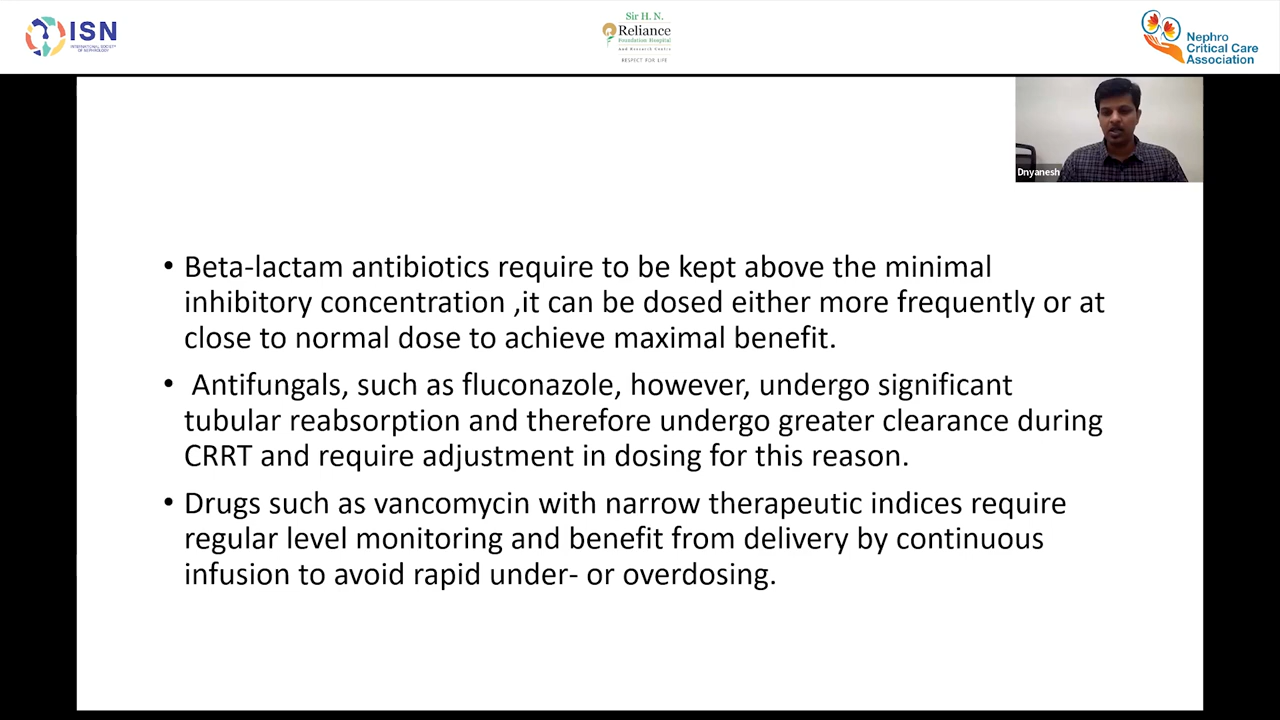 ISN
INTERNATIONAL SOCIETY
OF NEPHROLOGY
Sir H. N.
Reliance
Foundation Hospital
And Research Centre
RESPECT FOR LIFE
Nephro
Critical Care
Association
Dnyanesh
• Beta-lactam antibiotics require to be kept above the minimal
inhibitory concentration ,it can be dosed either more frequently or at
close to normal dose to achieve maximal benefit.
• Antifungals, such as fluconazole, however, undergo significant
tubular reabsorption and therefore undergo greater clearance during
CRRT and require adjustment in dosing for this reason.
• Drugs such as vancomycin with narrow therapeutic indices require
regular level monitoring and benefit from delivery by continuous
infusion to avoid rapid under- or overdosing.